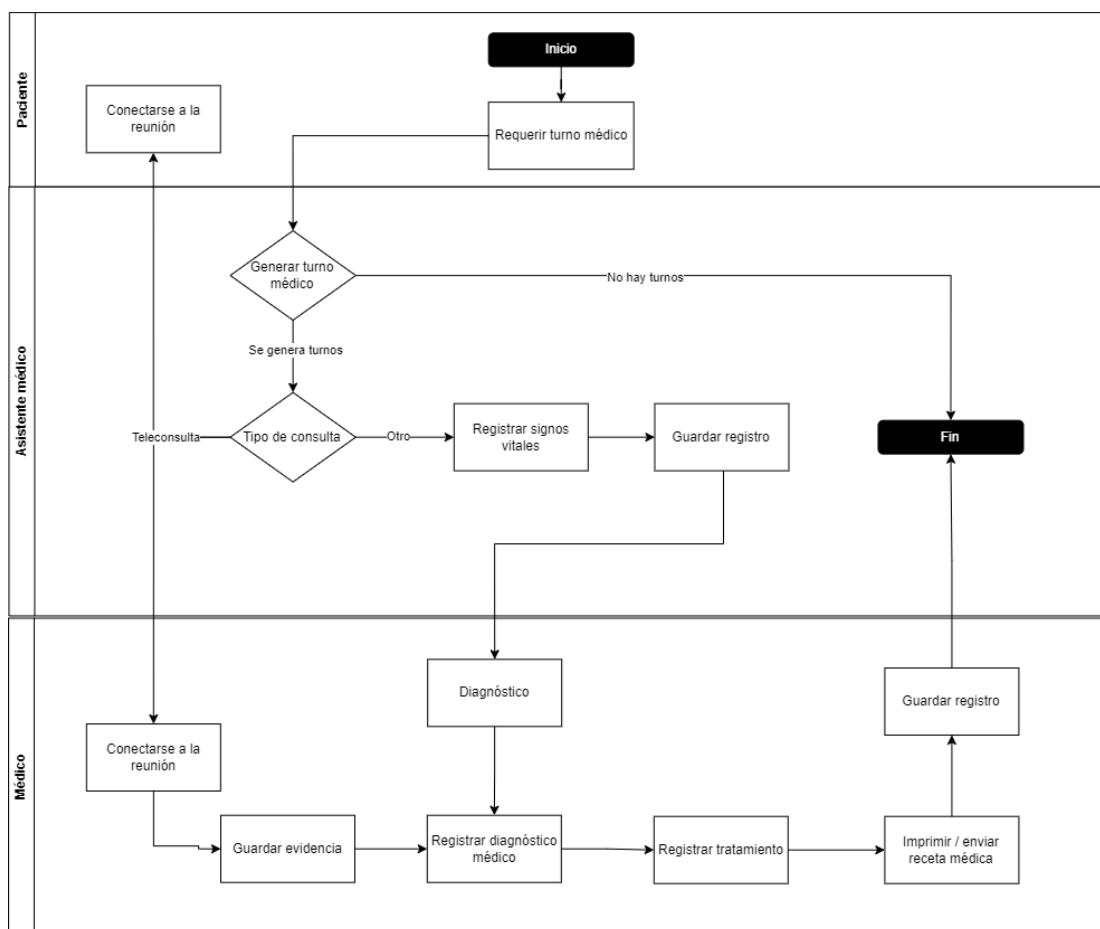 Paciente
Inicio
Conectarse a la
reunión
Requerir turno médico
Asistente médico
Generar turno
médico
No hay turnos
Se genera turnos
Teleconsulta
Tipo de consulta
Otro
Registrar signos
vitales
Guardar registro
Fin
Médico
Diagnóstico
Guardar registro
Conectarse a la
reunión
Guardar evidencia
Registrar diagnóstico
médico
Registrar tratamiento
Imprimir / enviar
receta médica